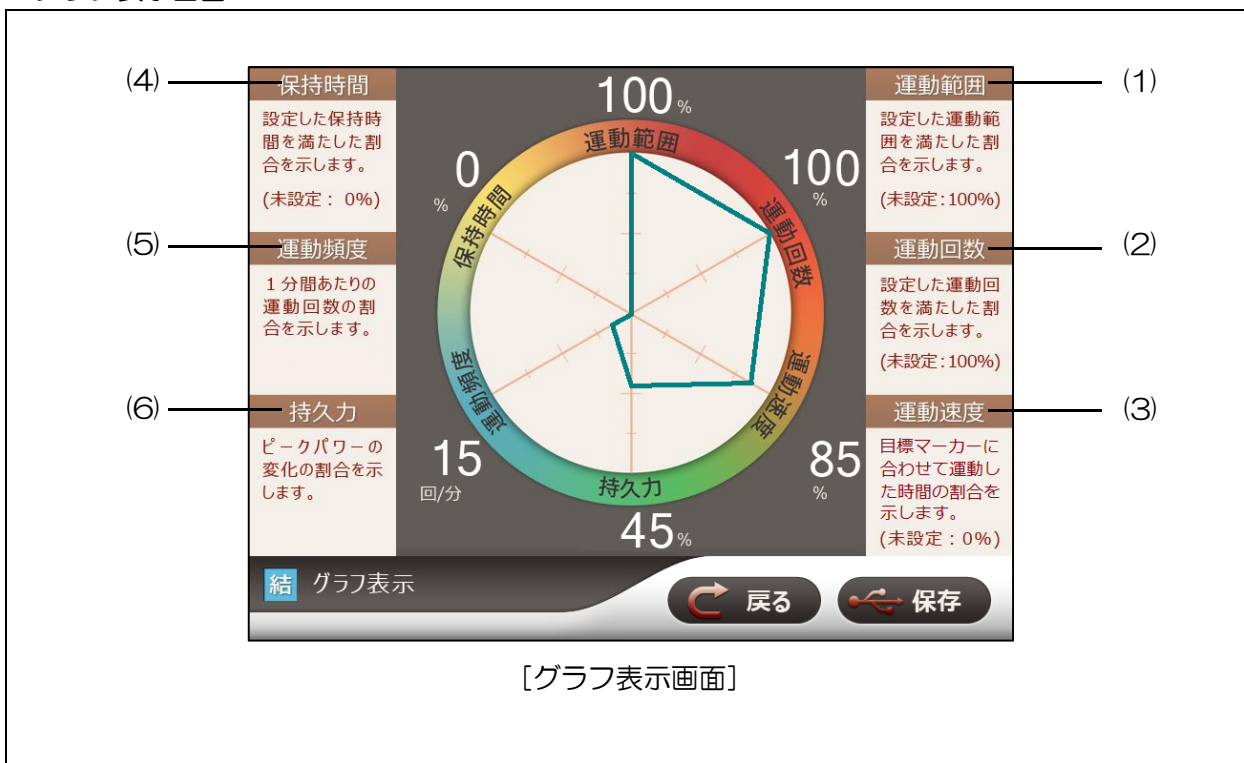 (4)
保持時間
設定した保持時
間を満たした割
合を示します。
(未設定： 0%)
(5)
運動頻度
１分間あたりの
運動回数の割
合を示します。
(6)
持久力
ピークパワーの
変化の割合を示
します。
100%
運動範囲
100
%
運動回数
運動速度
85
%
持久力
45%
運動頻度
15
回/分
保持時間
0
%
運動範囲
(1)
設定した運動範
囲を満たした割
合を示します。
(未設定：100%)
運動回数
(2)
設定した運動回
数を満たした割
合を示します。
(未設定：100%)
運動速度
(3)
目標マーカーに
合わせて運動し
た時間の割合を
示します。
(未設定：0%)
結 グラフ表示
戻る
保存
[グラフ表示画面]